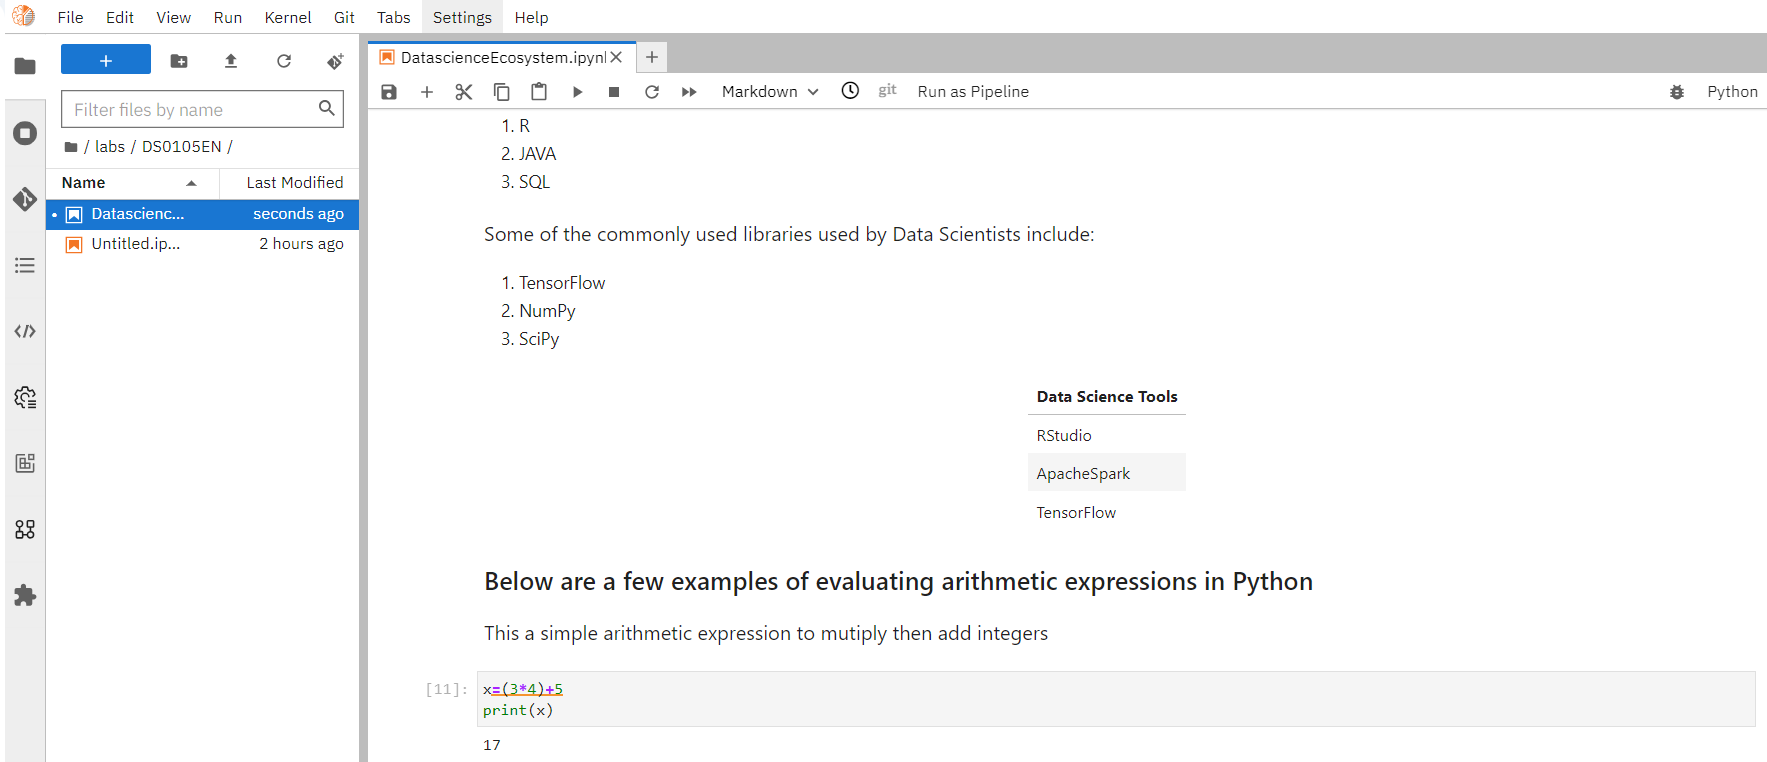 File Edit View Run Kernel Git Tabs Settings Help
+
Filter files by name
/ labs / DS0105EN /
Name Last Modified
Datascienc... seconds ago
Untitled.ip... 2 hours ago
DatascienceEcosystem.ipynl
Markdown git Run as Pipeline Python
1. R
2. JAVA
3. SQL
Some of the commonly used libraries used by Data Scientists include:
1. TensorFlow
2. NumPy
3. SciPy
Data Science Tools
RStudio
ApacheSpark
TensorFlow
Below are a few examples of evaluating arithmetic expressions in Python
This a simple arithmetic expression to mutiply then add integers
[11]: x=(3*4)+5
print(x)
17